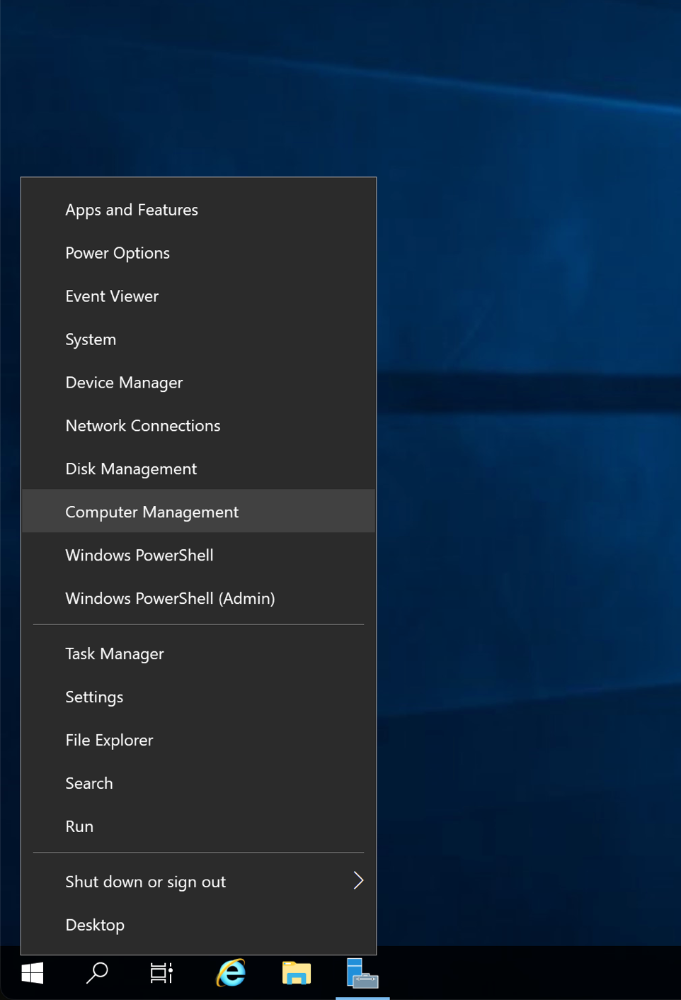 Apps and Features
Power Options
Event Viewer
System
Device Manager
Network Connections
Disk Management
Computer Management
Windows PowerShell
Windows PowerShell (Admin)
Task Manager
Settings
File Explorer
Search
Run
Shut down or sign out
Desktop